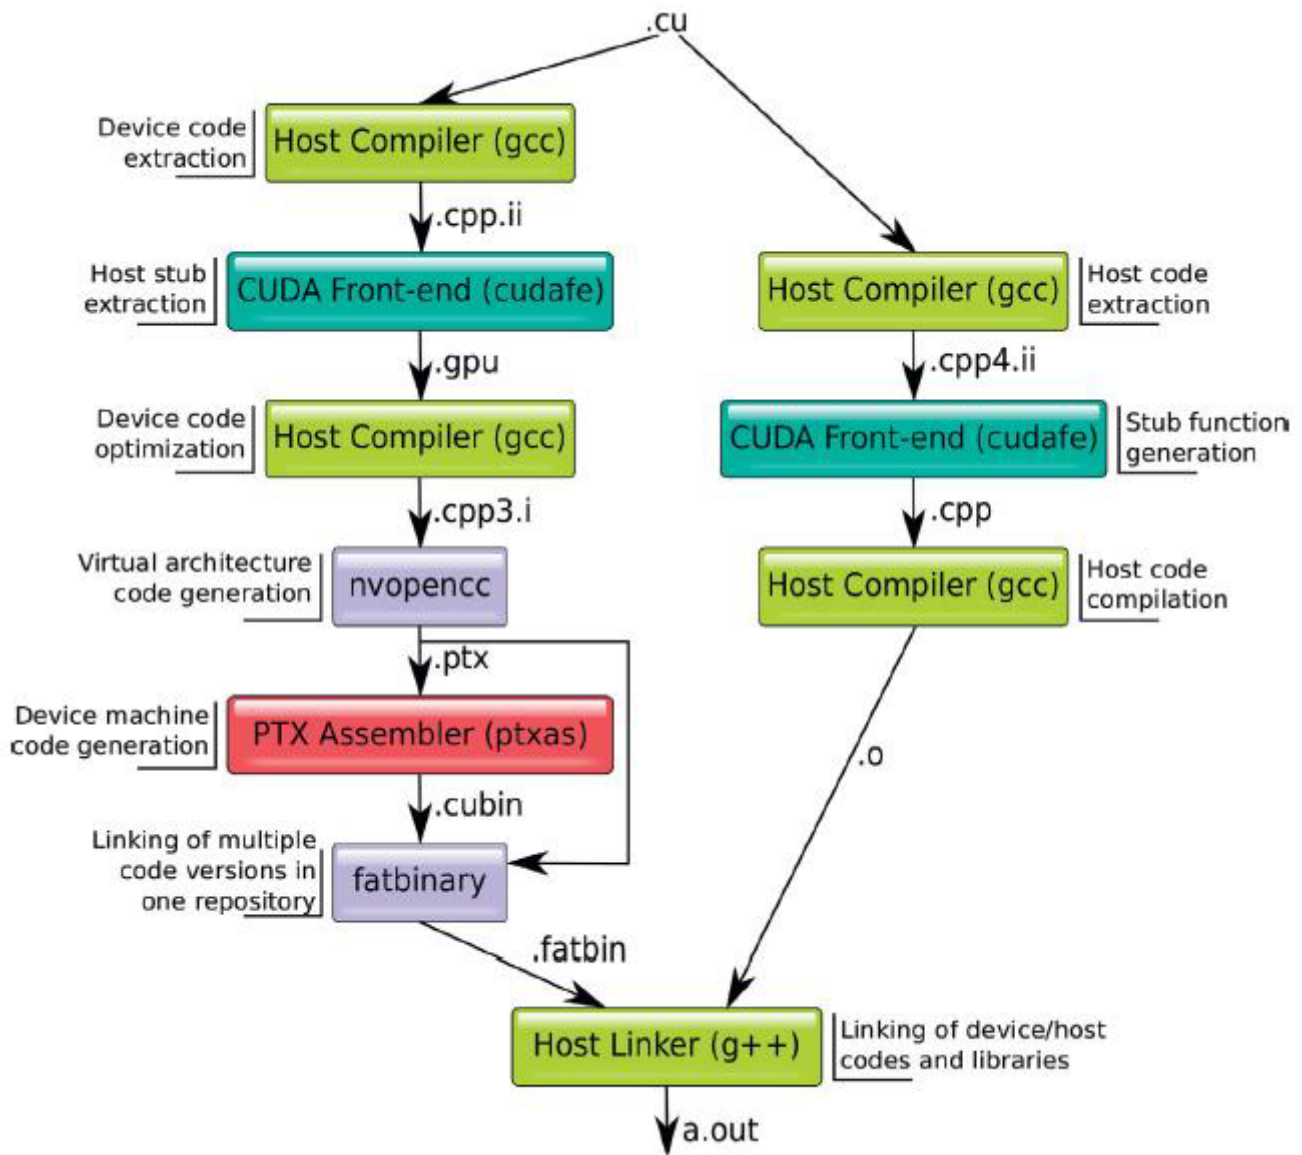 .cu
Device code
extraction
Host Compiler (gcc)
.cpp.ii
Host stub
extraction
CUDA Front-end (cudafe)
.gpu
Device code
optimization
Host Compiler (gcc)
.cpp3.i
Virtual architecture
code generation
nvopencc
.ptx
Device machine
code generation
PTX Assembler (ptxas)
.cubin
Linking of multiple
code versions in
one repository
fatbinary
.fatbin
Host Compiler (gcc)
Host code
extraction
.cpp4.ii
CUDA Front-end (cudafe)
Stub function
generation
.cpp
Host Compiler (gcc)
Host code
compilation
.o
Host Linker (g++)
Linking of device/host
codes and libraries
a.out